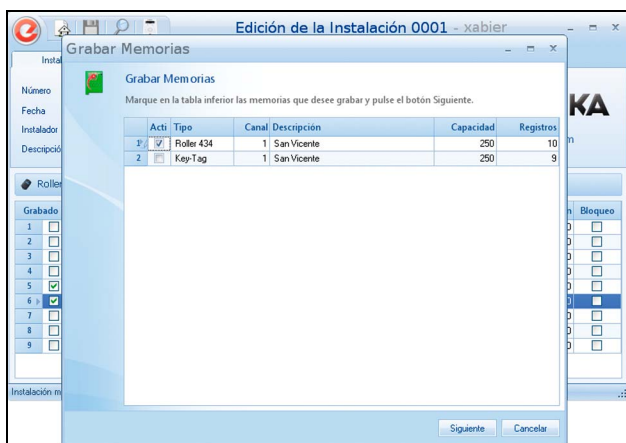 Edición de la Instalación 0001 - xabier
Grabar Memorias
Número
Fecha
Instalador
Grabar Memorias
Marque en la tabla inferior las memorias que desee grabar y pulse el botón Siguiente.
Acti Tipo Canal Descripción Capacidad Registros
1 Roller 434 1 San Vicente 250 10
2 Key-Tag 1 San Vicente 250 9
KA
Roller
Grabado Bloqueo
1
2
3
4
5
6
7
8
9
Siguiente Cancelar